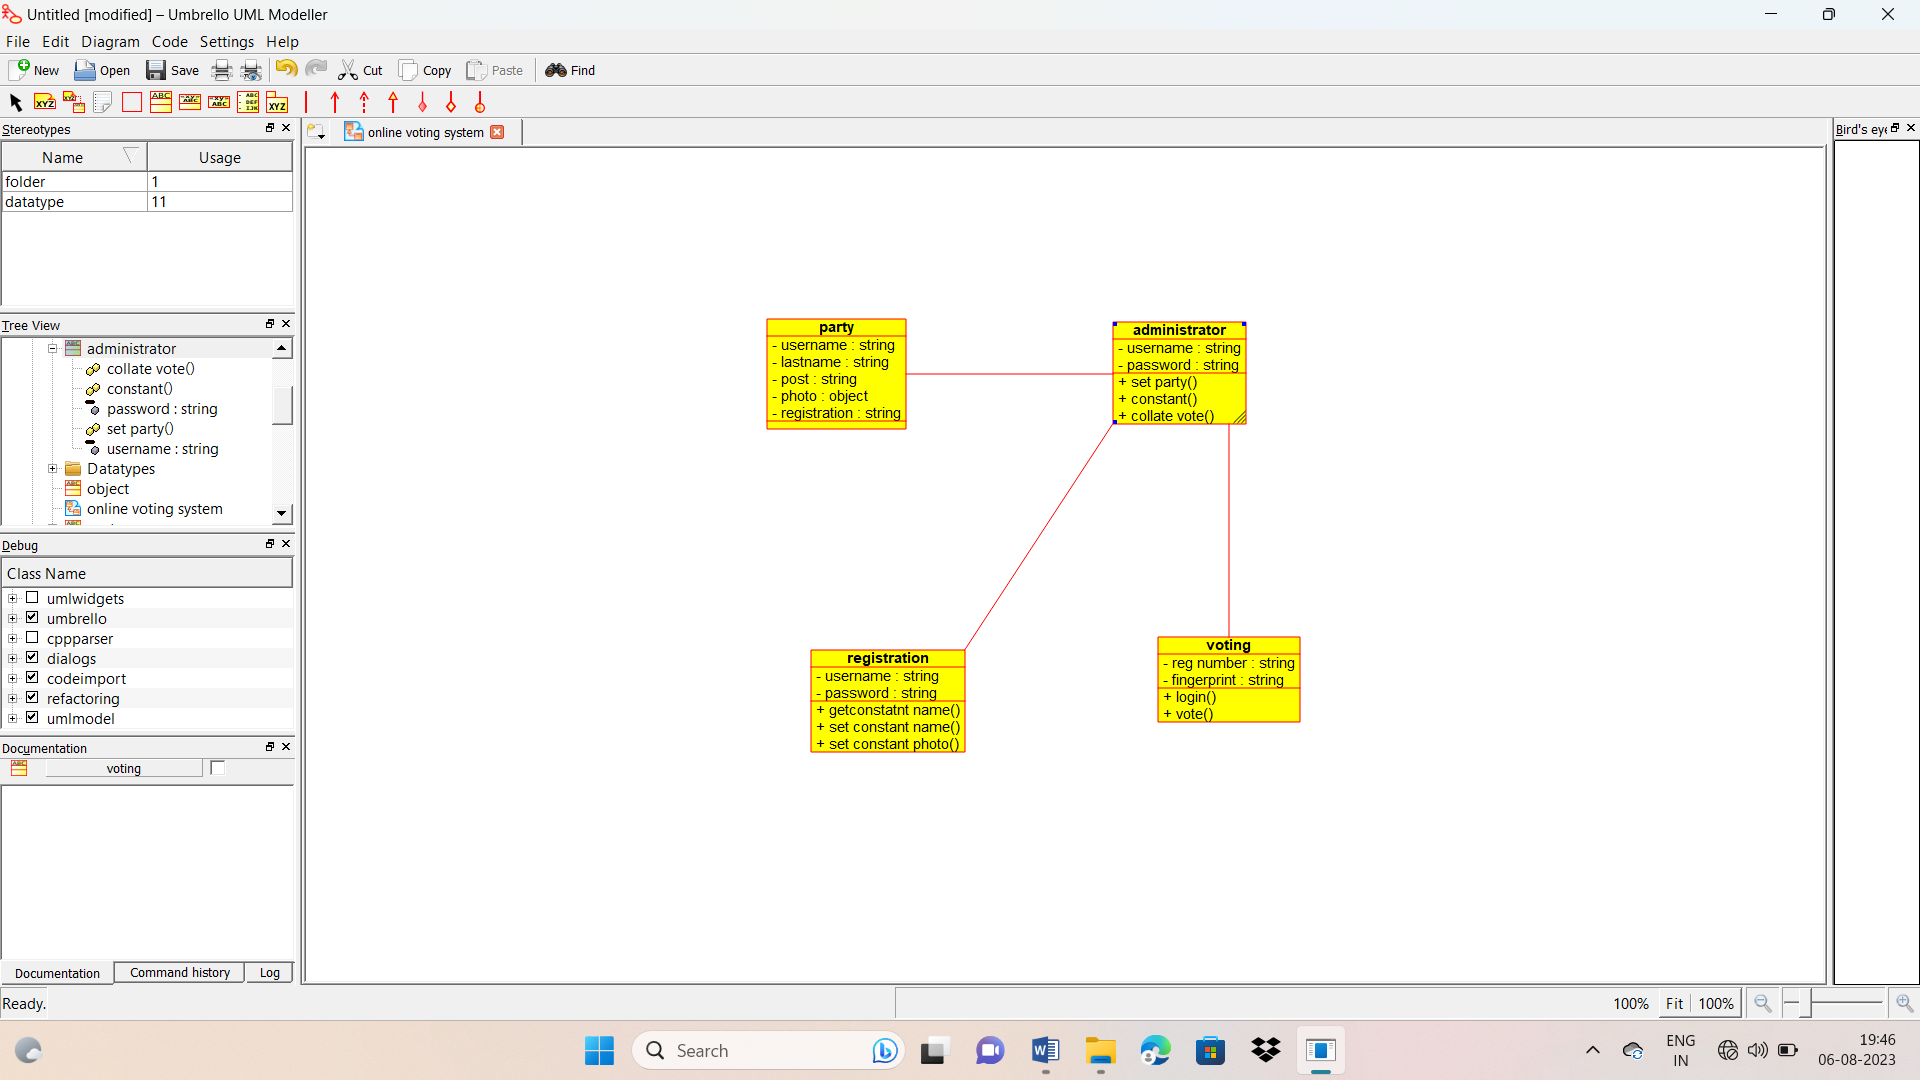 Untitled [modified] – Umbrello UML Modeller
File Edit Diagram Code Settings Help
New Open Save Cut Copy Paste Find
Stereotypes
Name Usage
folder 1
datatype 11
Tree View
administrator
collate vote()
constant()
password : string
set party()
username : string
Datatypes
object
online voting system
Debug
Class Name
umlwidgets
umbrello
cppparser
dialogs
codeimport
refactoring
umlmodel
Documentation
voting
Documentation Command history Log
Ready.
online voting system
party
- username : string
- lastname : string
- post : string
- photo : object
- registration : string
administrator
- username : string
- password : string
+ set party()
+ constant()
+ collate vote()
registration
- username : string
- password : string
+ getconstatnt name()
+ set constant name()
+ set constant photo()
voting
- reg number : string
- fingerprint : string
+ login()
+ vote()
Bird's eye
100% Fit 100%
Search
ENG
IN
19:46
06-08-2023